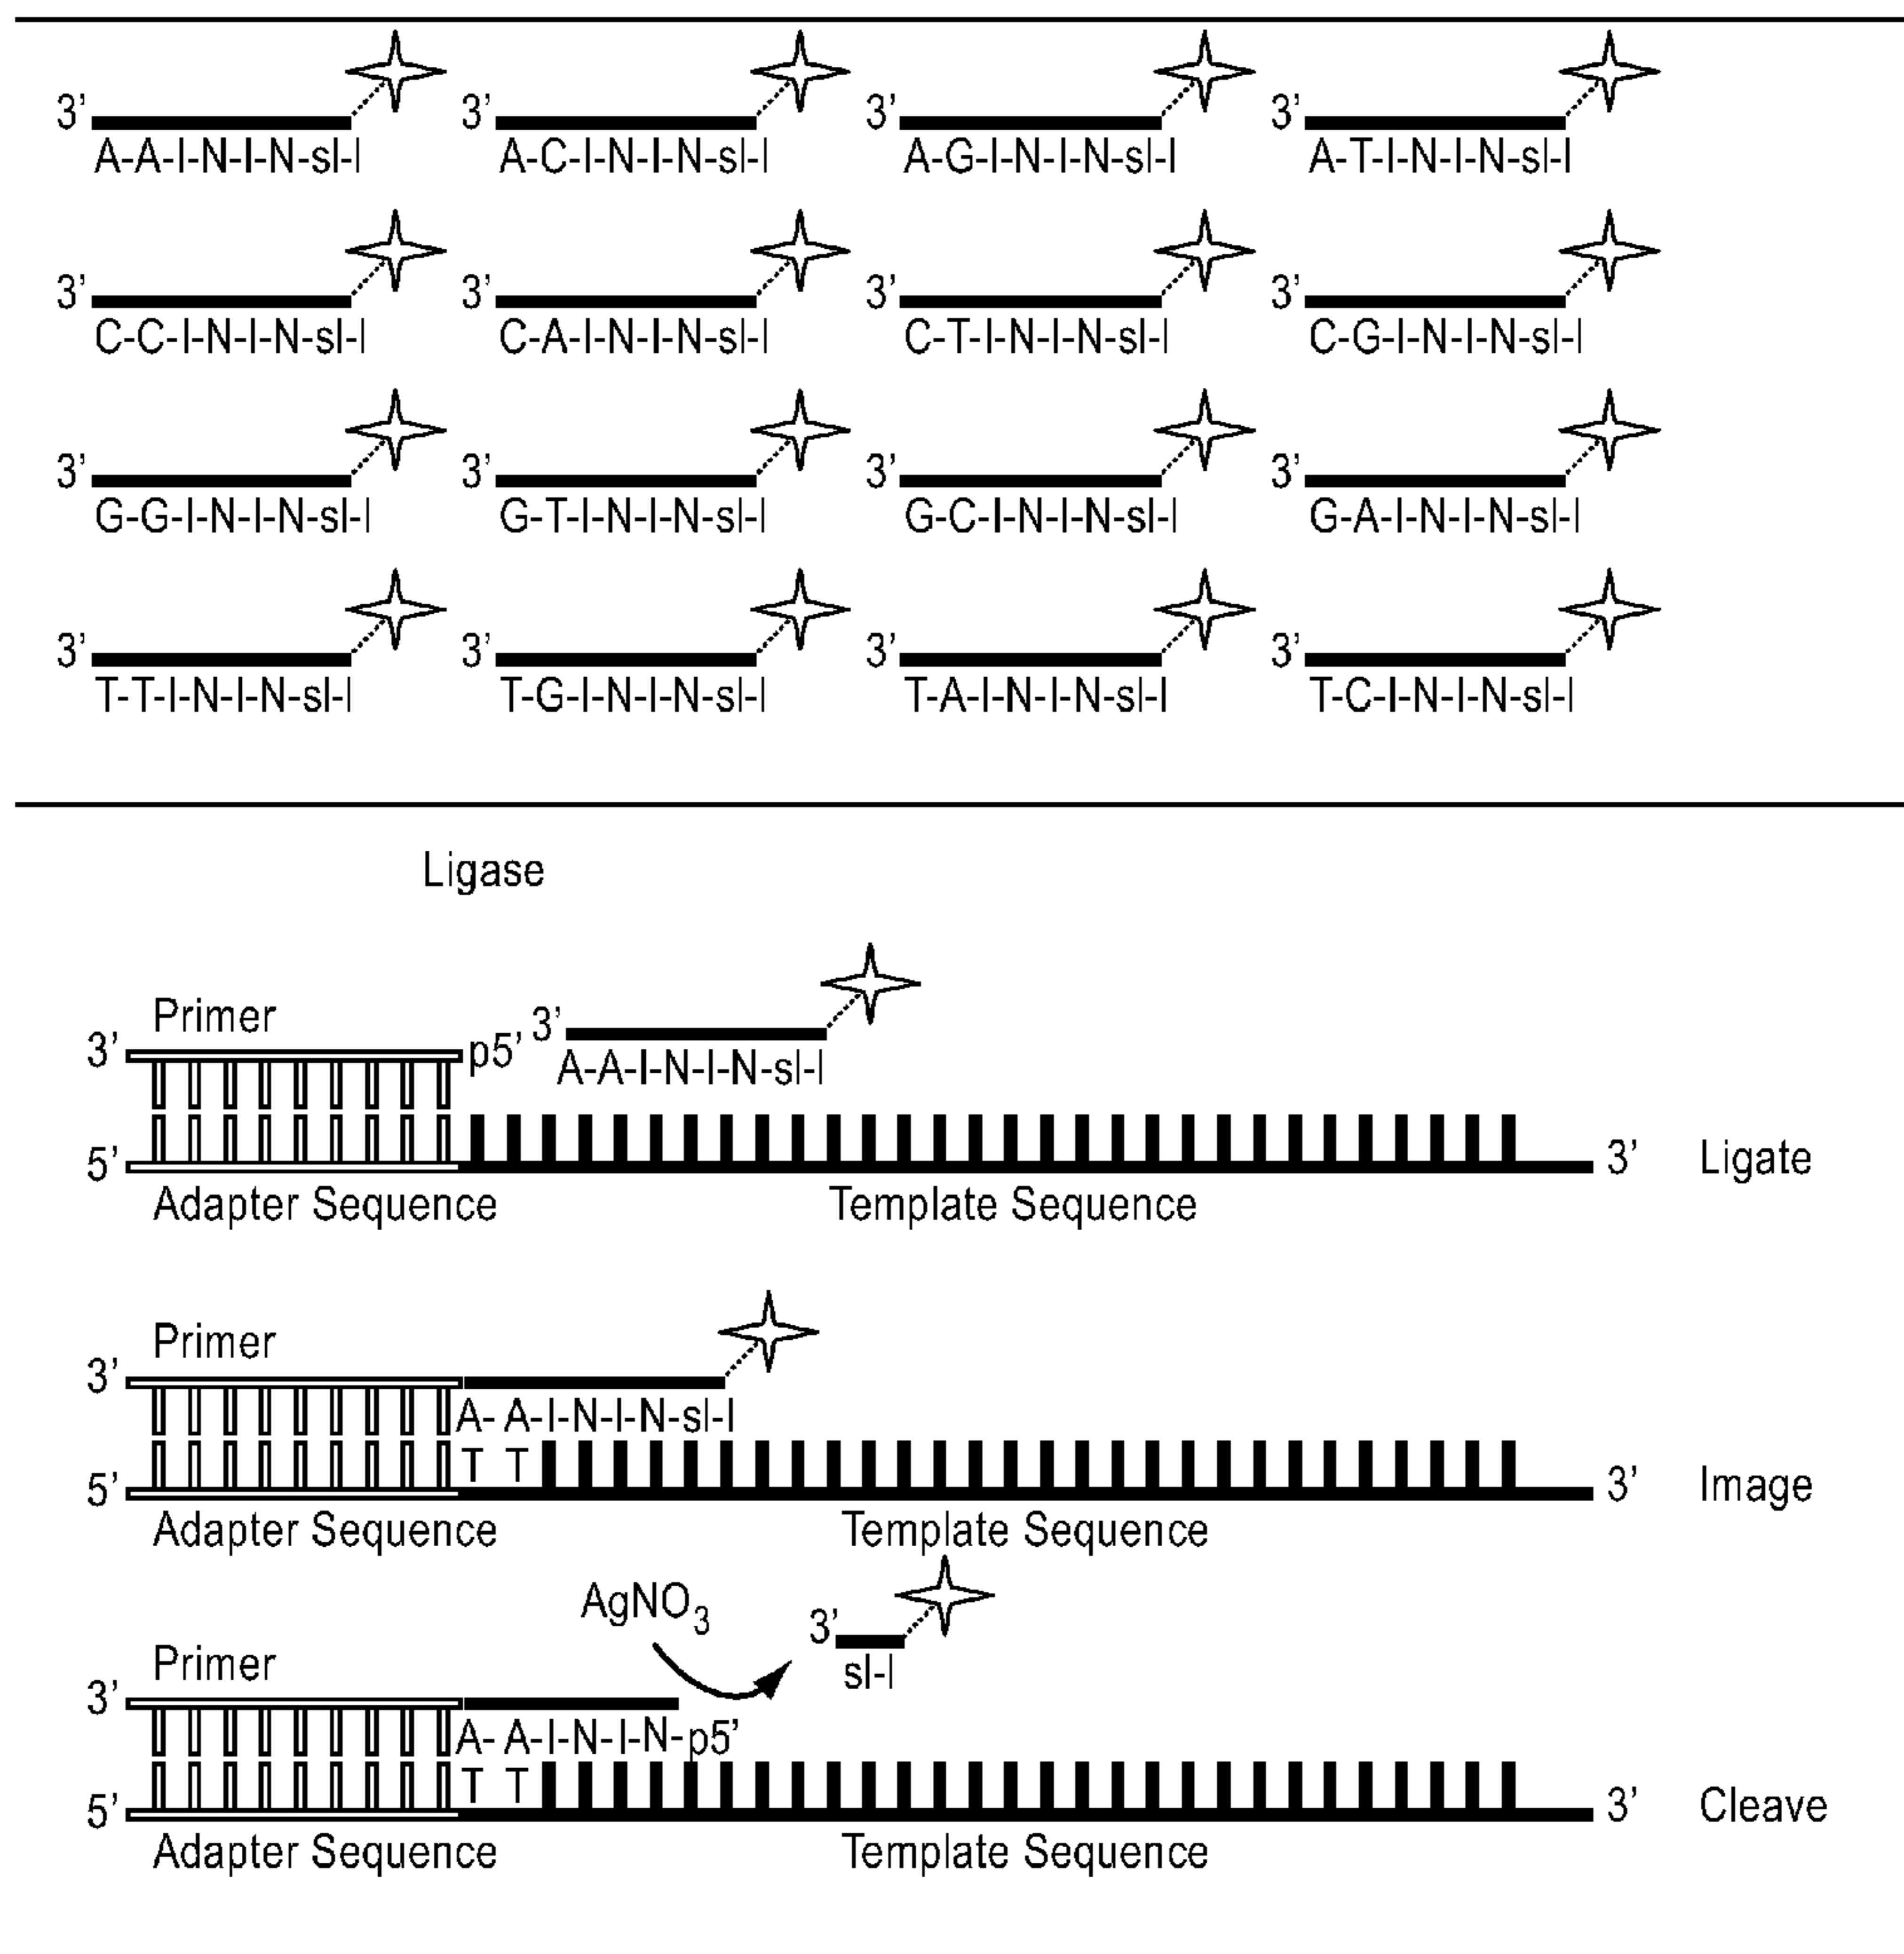 3’ 3’ 3’ 3’
A-A-I-N-I-N-sI-I A-C-I-N-I-N-sI-I A-G-I-N-I-N-sI-I A-T-I-N-I-N-sI-I
3’ 3’ 3’ 3’
C-C-I-N-I-N-sI-I C-A-I-N-I-N-sI-I C-T-I-N-I-N-sI-I C-G-I-N-I-N-sI-I
3’ 3’ 3’ 3’
G-G-I-N-I-N-sI-I G-T-I-N-I-N-sI-I G-C-I-N-I-N-sI-I G-A-I-N-I-N-sI-I
3’ 3’ 3’ 3’
T-T-I-N-I-N-sI-I T-G-I-N-I-N-sI-I T-A-I-N-I-N-sI-I T-C-I-N-I-N-sI-I
Ligase
Primer
3’ p5’ 3’
A-A-I-N-I-N-sI-I
5’ 3’ Ligate
Adapter Sequence Template Sequence
Primer
3’
A- A-I-N-I-N-sI-I
T T
5’ 3’ Image
Adapter Sequence Template Sequence
AgNO3 3’
sI-I
Primer
3’
A- A-I-N-I-N-p5’
T T
5’ 3’ Cleave
Adapter Sequence Template Sequence